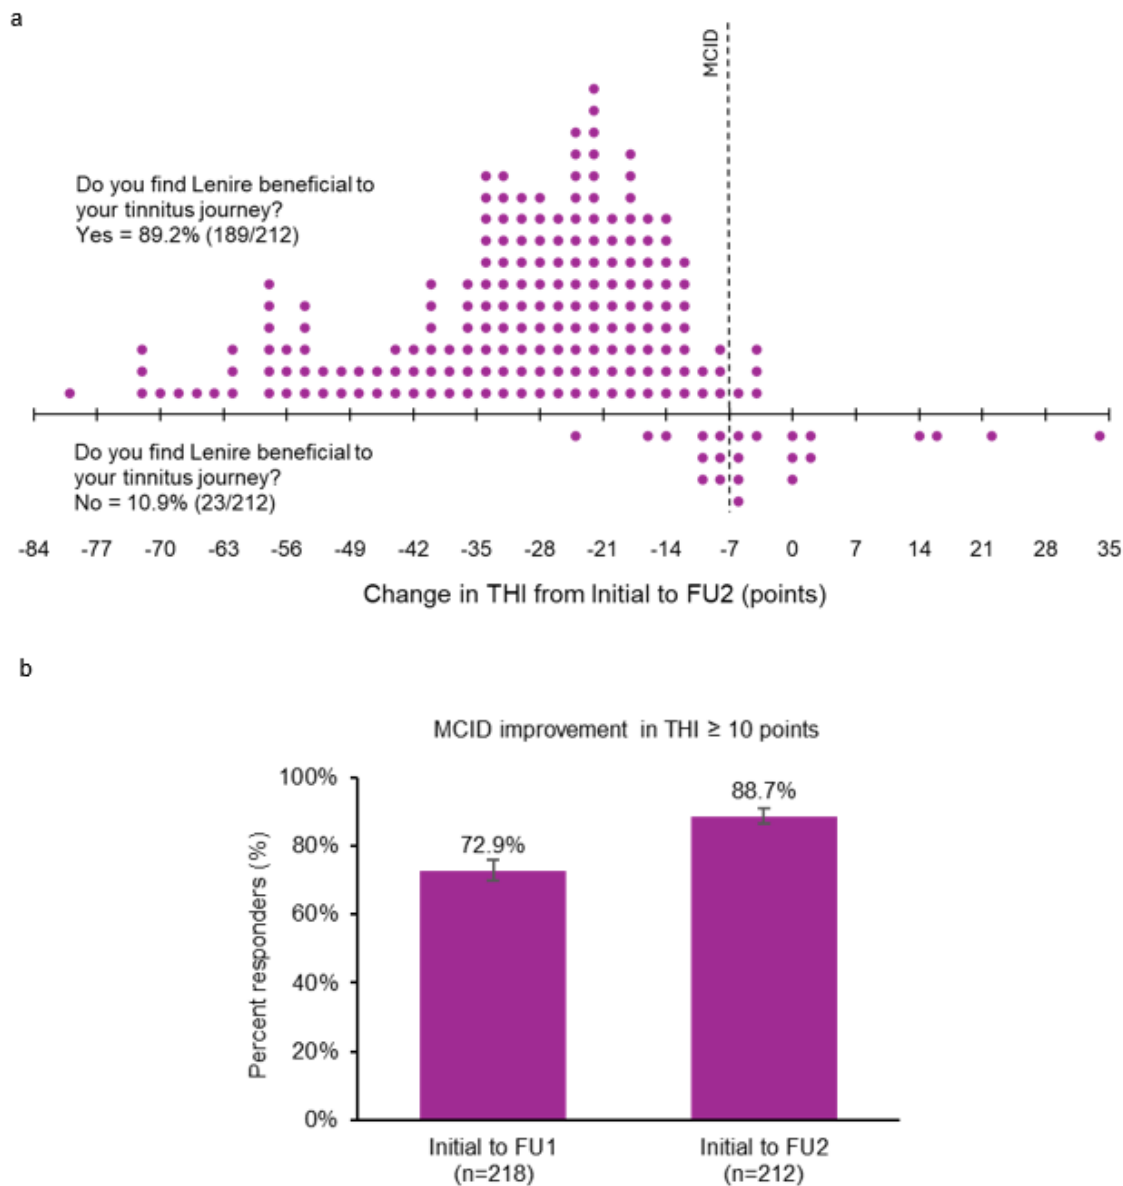 a
MCID
Do you find Lenire beneficial to
your tinnitus journey?
Yes = 89.2% (189/212)
Do you find Lenire beneficial to
your tinnitus journey?
No = 10.9% (23/212)
-84 -77 -70 -63 -56 -49 -42 -35 -28 -21 -14 -7 0 7 14 21 28 35
Change in THI from Initial to FU2 (points)
b
MCID improvement in THI ≥ 10 points
Percent responders (%)
100%
80%
60%
40%
20%
0%
72.9%
88.7%
Initial to FU1
(n=218)
Initial to FU2
(n=212)